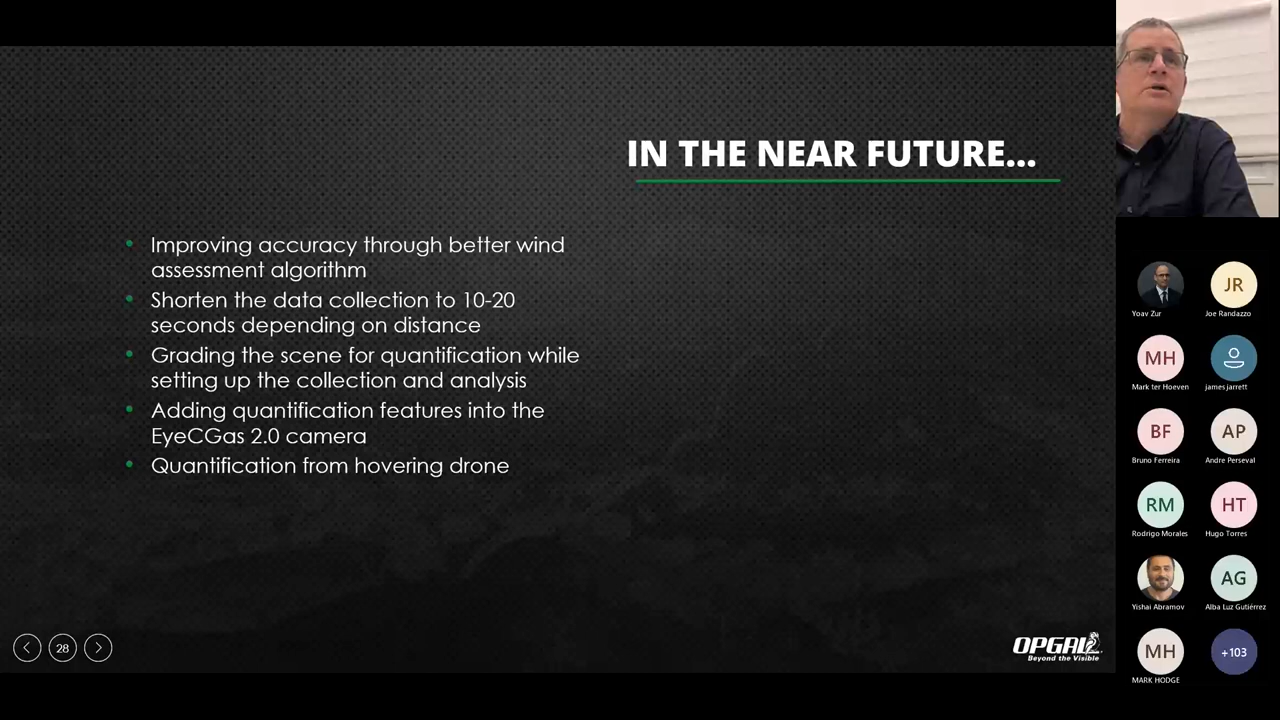 IN THE NEAR FUTURE...
• Improving accuracy through better wind
assessment algorithm
• Shorten the data collection to 10-20
seconds depending on distance
• Grading the scene for quantification while
setting up the collection and analysis
• Adding quantification features into the
EyeCGas 2.0 camera
• Quantification from hovering drone
28
OPGAL
Beyond the Visible
Yoav Zur
JR
Joe Randazzo
MH
Mark ter Hoeven
james jarrett
BF
Bruno Ferreira
AP
Andre Perseval
RM
Rodrigo Morales
HT
Hugo Torres
Yishai Abramov
AG
Alba Luz Gutiérrez
MH
MARK HODGE
+103